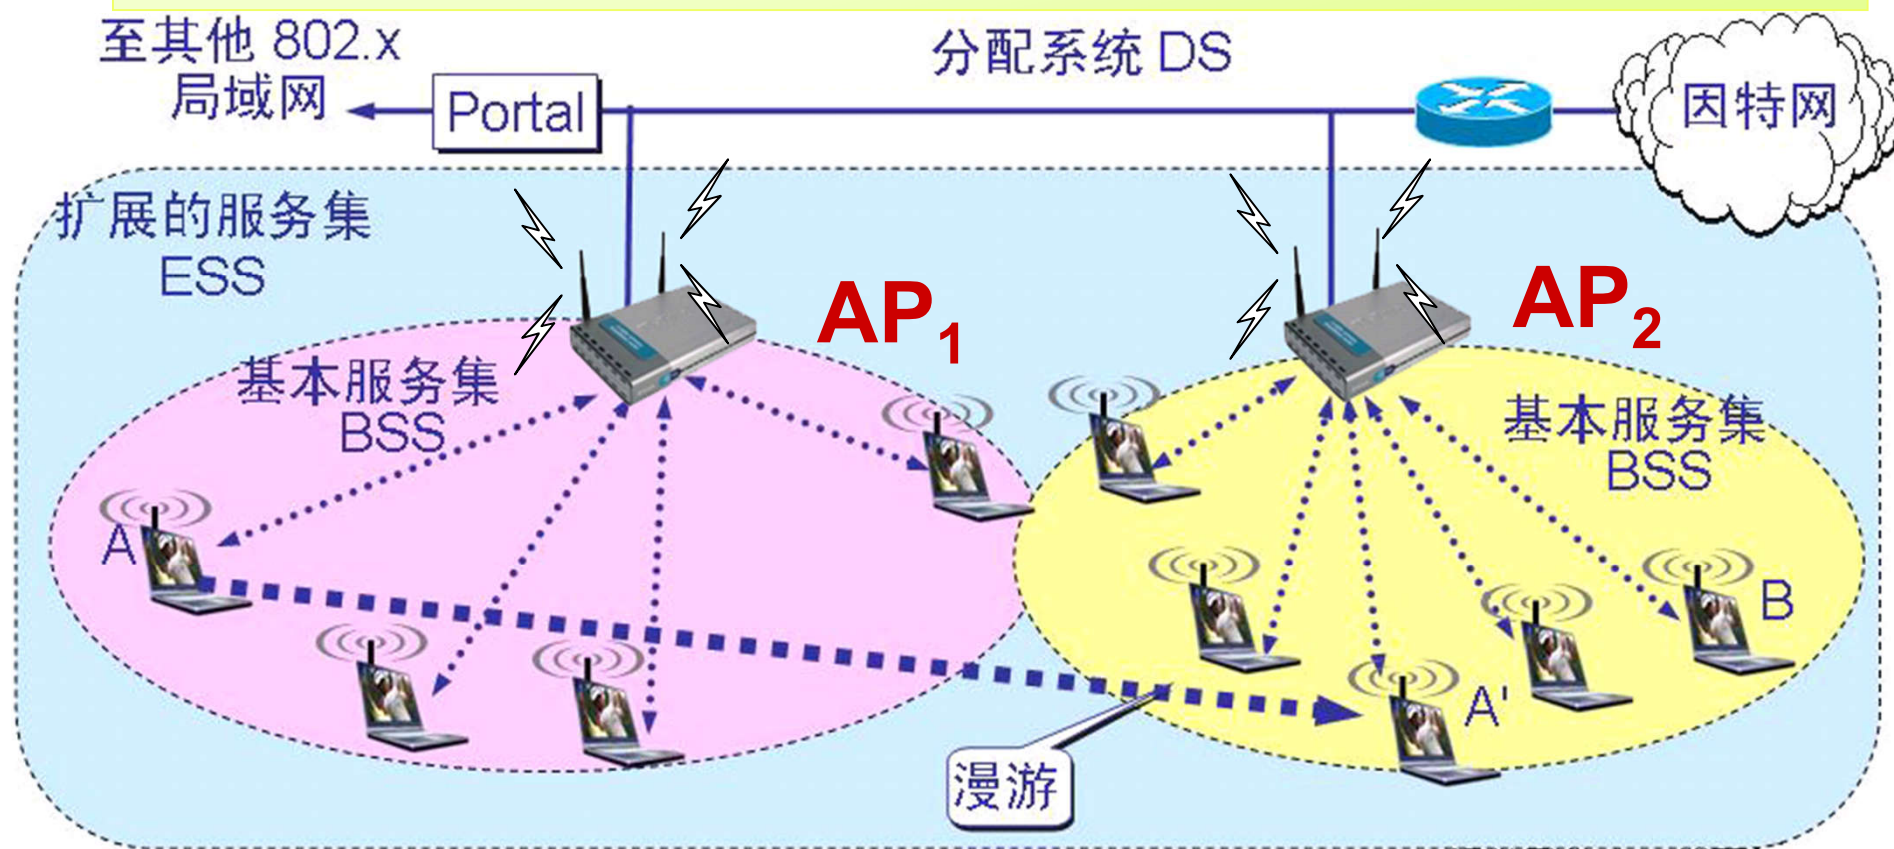 至其他 802.x
局域网
Portal
分配系统 DS
因特网
扩展的服务集
ESS
AP1
AP2
基本服务集
BSS
基本服务集
BSS
A
B
A'
漫游